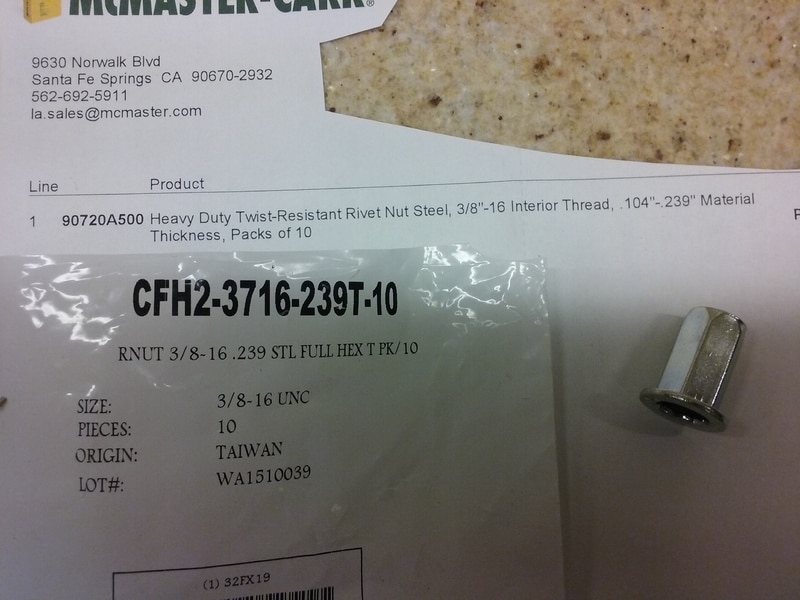 McMASTER-CARR®
9630 Norwalk Blvd
Santa Fe Springs CA 90670-2932
562-692-5911
la.sales@mcmaster.com
Line Product
1 90720A500 Heavy Duty Twist-Resistant Rivet Nut Steel, 3/8"-16 Interior Thread, .104"-.239" Material
Thickness, Packs of 10
CFH2-3716-239T-10
RNUT 3/8-16 .239 STL FULL HEX T PK/10
SIZE: 3/8-16 UNC
PIECES: 10
ORIGIN: TAIWAN
LOT#: WA1510039
(1) 32FX19